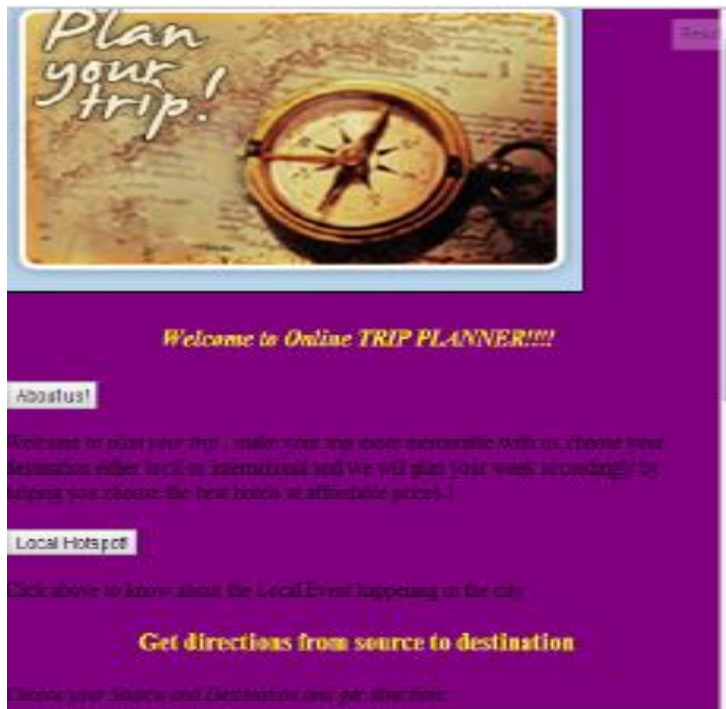 Plan
your
trip!
Welcome to Online TRIP PLANNER!!!!
About us!
Welcome to plan your trip , make your trip more memorable with us, choose your
destination either local or international and we will plan your week accordingly by
helping you choose the best hotels at affordable prices.!
Local Hotspot!
Click above to know about the Local Event happening in the city
Get directions from source to destination
Choose your Source and Destination and get directions.